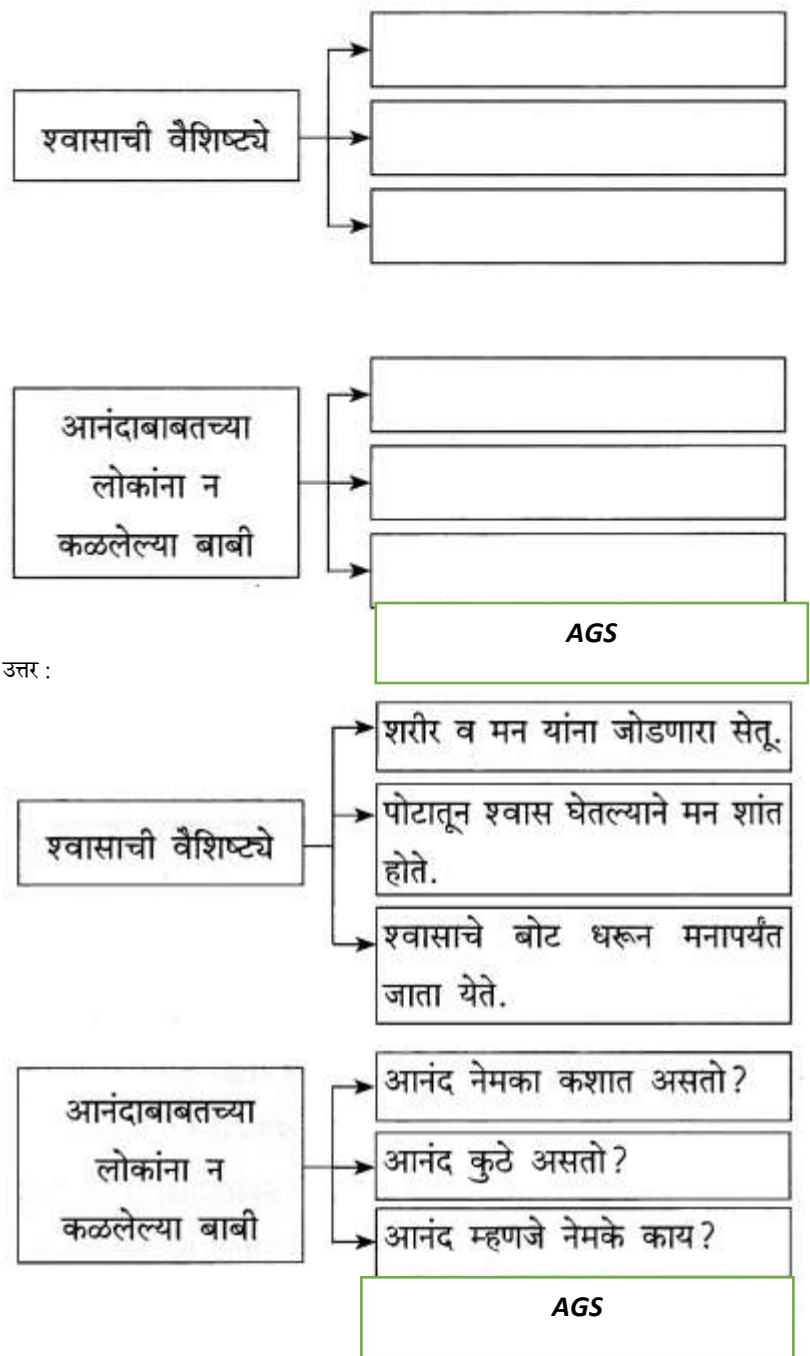 श्वासाची वैशिष्ट्ये
आनंदाबाबतच्या
लोकांना न
कळलेल्या बाबी
AGS
उत्तर :
श्वासाची वैशिष्ट्ये
शरीर व मन यांना जोडणारा सेतू.
पोटातून श्वास घेतल्याने मन शांत
होते.
श्वासाचे बोट धरून मनापर्यंत
जाता येते.
आनंदाबाबतच्या
लोकांना न
कळलेल्या बाबी
आनंद नेमका कशात असतो?
आनंद कुठे असतो?
आनंद म्हणजे नेमके काय?
AGS